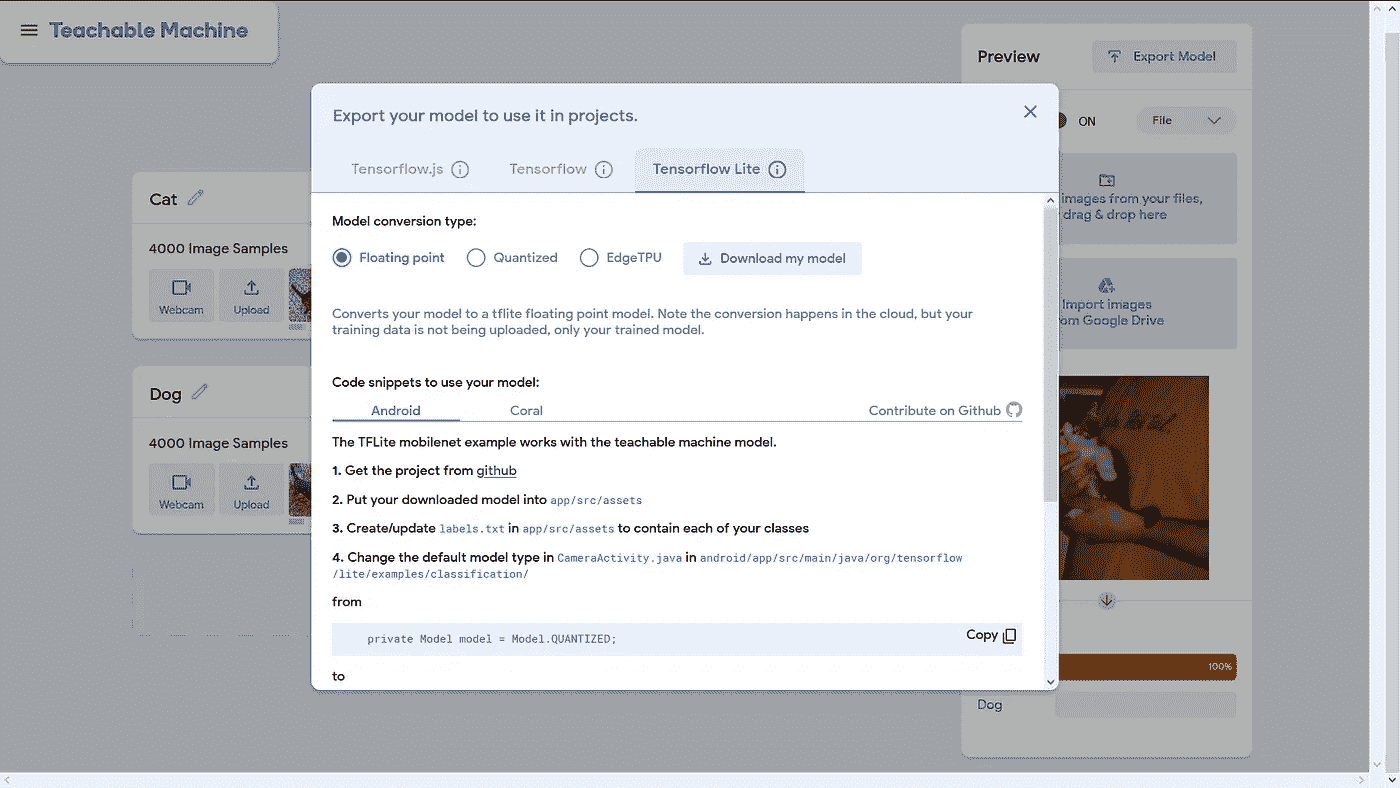 Teachable Machine
Preview
Export Model
Export your model to use it in projects.
ON
File
Tensorflow.js
Tensorflow
Tensorflow Lite
images from your files,
drag & drop here
Cat
Model conversion type:
4000 Image Samples
Floating point
Quantized
EdgeTPU
Download my model
Webcam
Upload
Import images
om Google Drive
Converts your model to a tflite floating point model. Note the conversion happens in the cloud, but your
training data is not being uploaded, only your trained model.
Code snippets to use your model:
Dog
Android
Coral
Contribute on Github
4000 Image Samples
The TFLite mobilenet example works with the teachable machine model.
1. Get the project from github
Webcam
Upload
2. Put your downloaded model into app/src/assets
3. Create/update labels.txt in app/src/assets to contain each of your classes
4. Change the default model type in CameraActivity.java in android/app/src/main/java/org/tensorflow
/lite/examples/classification/
from
private Model model = Model.QUANTIZED;
Copy
to
100%
Dog